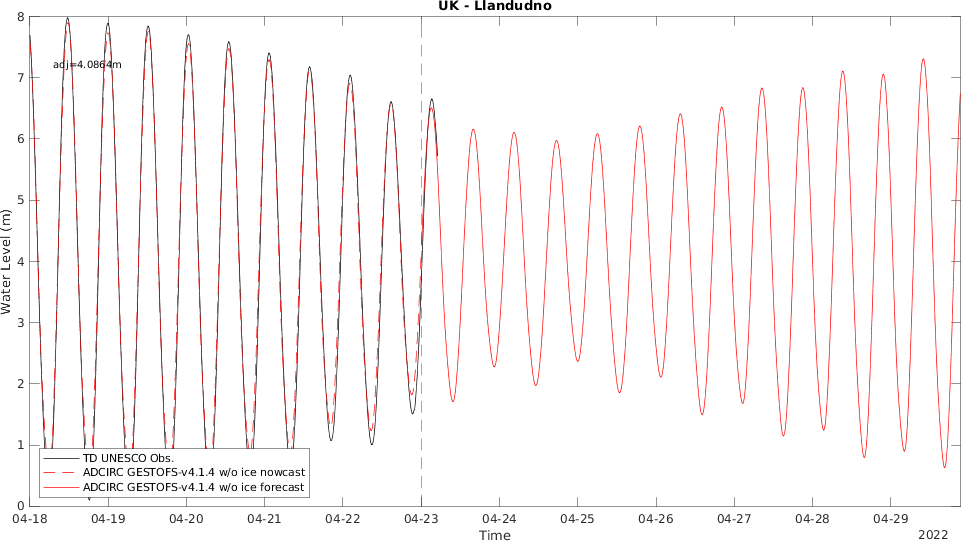 UK - Llandudno
8
7
6
5
4
3
2
1
0
Water Level (m)
adj=4.0864m
TD UNESCO Obs.
ADCIRC GESTOFS-v4.1.4 w/o ice nowcast
ADCIRC GESTOFS-v4.1.4 w/o ice forecast
04-18 04-19 04-20 04-21 04-22 04-23 04-24 04-25 04-26 04-27 04-28 04-29
Time
2022